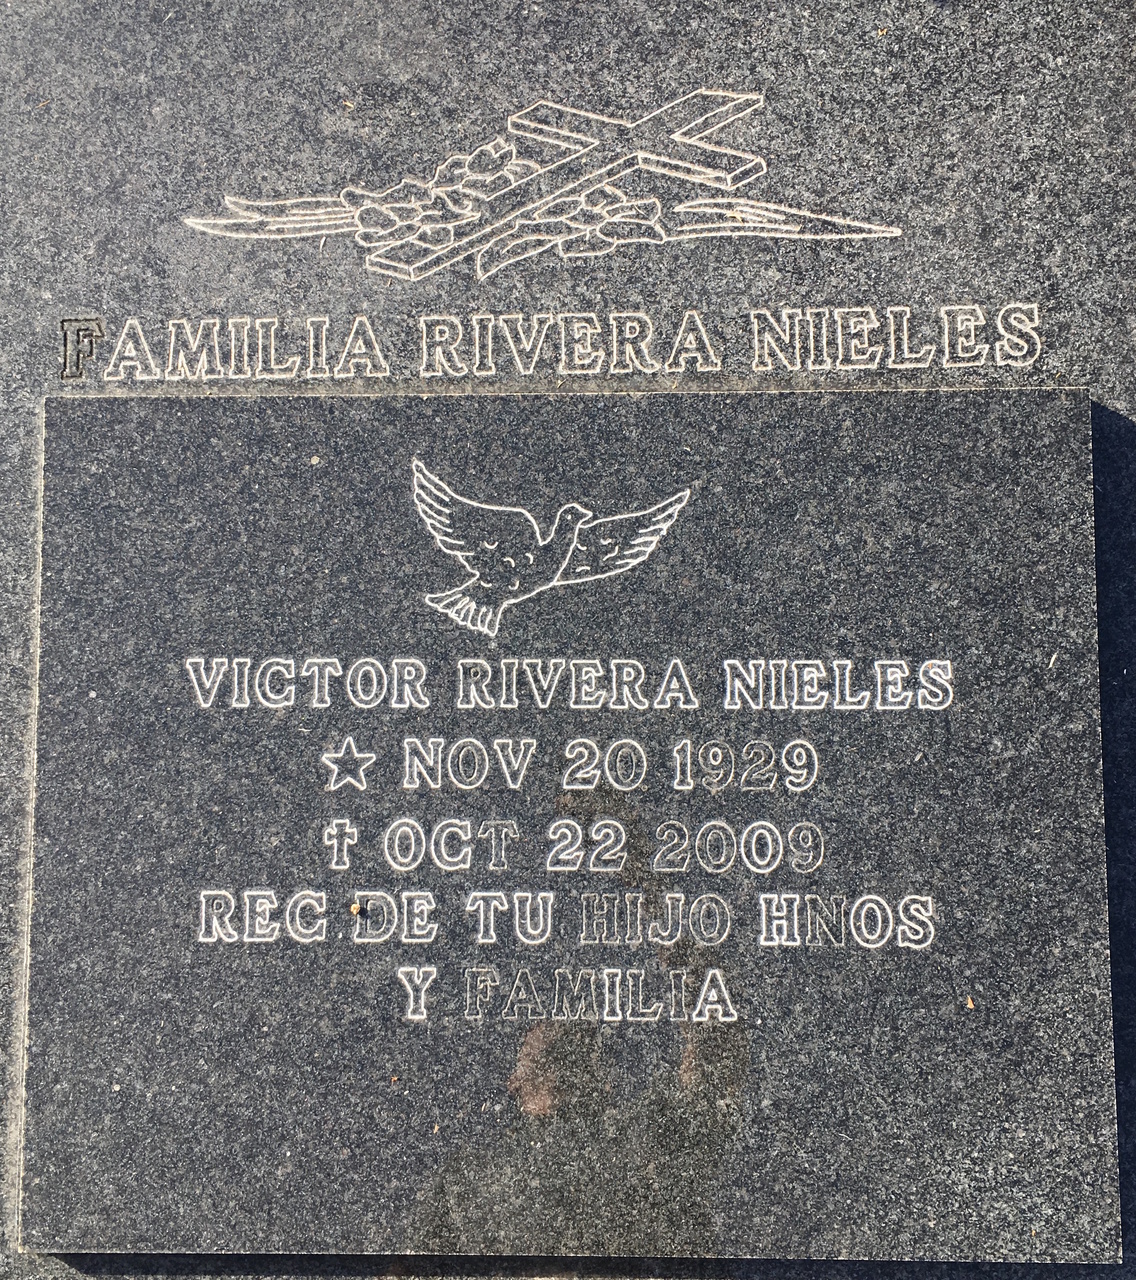 FAMILIA RIVERA NIELES
VICTOR RIVERA NIELES
☆ NOV 20 1929
✝ OCT 22 2009
REC DE TU HIJO HNOS
Y FAMILIA